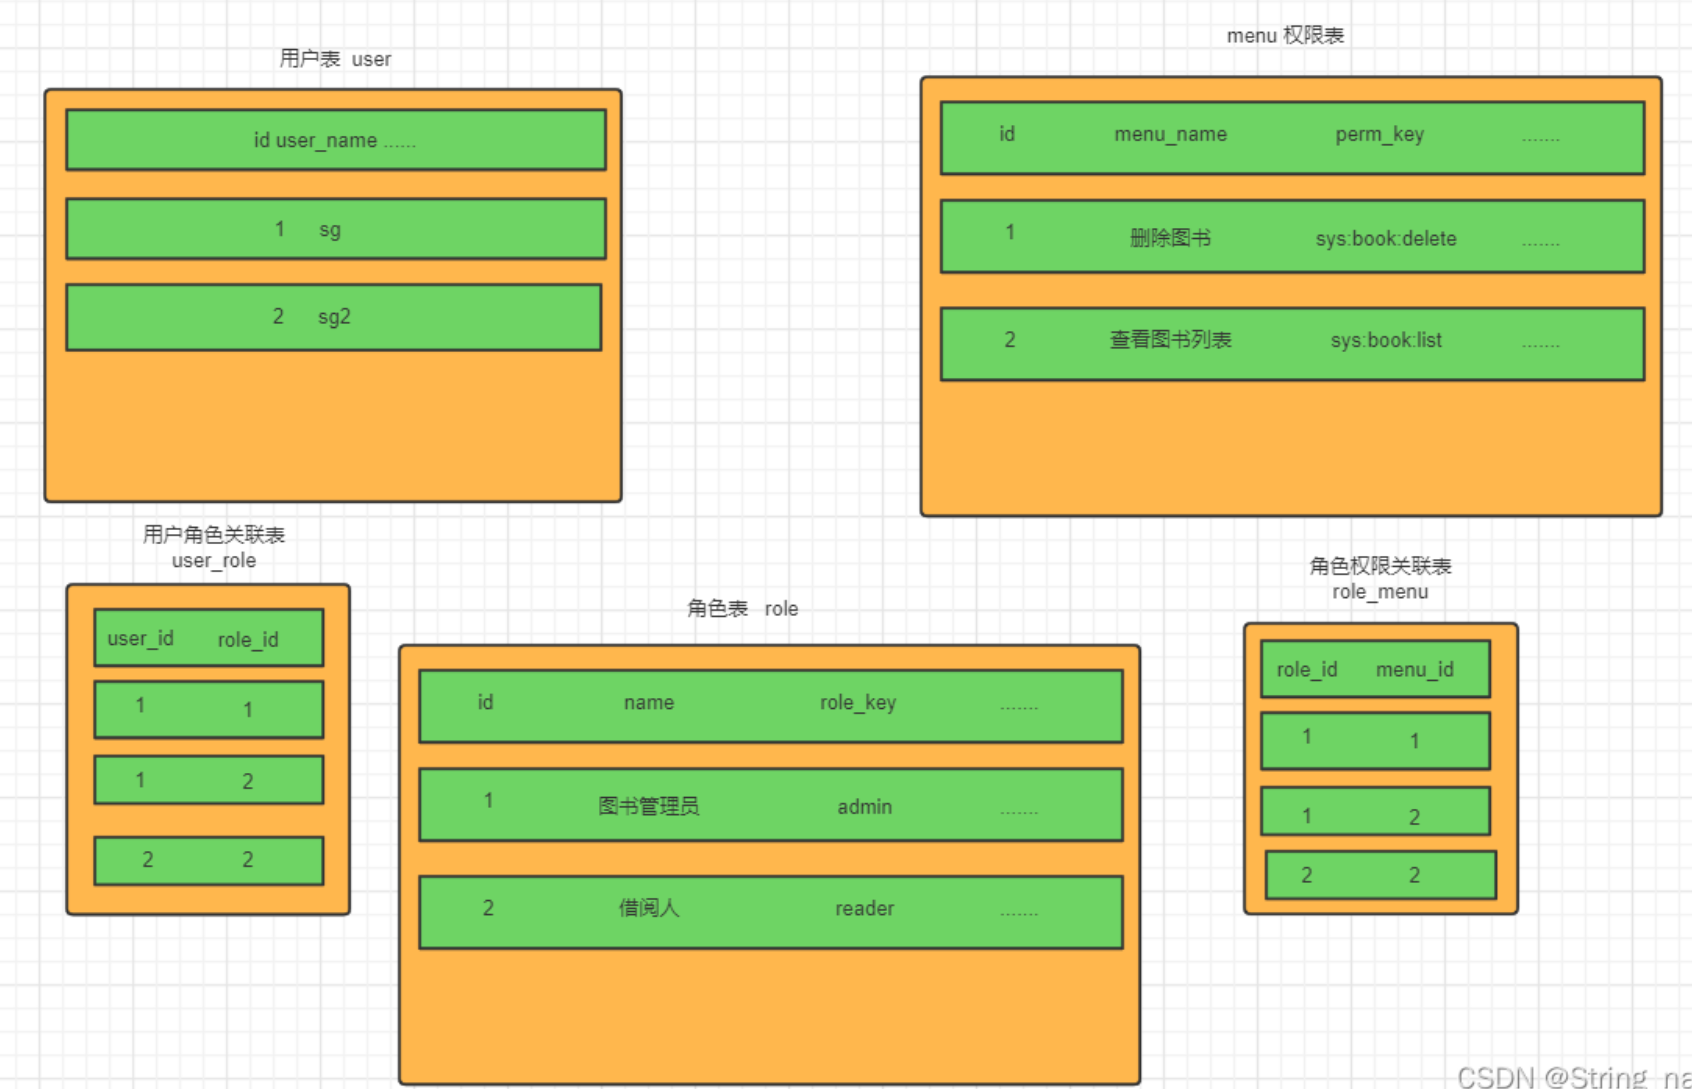 用户表 user
id user_name ......
1 sg
2 sg2
menu 权限表
id menu_name perm_key .......
1 删除图书 sys:book:delete .......
2 查看图书列表 sys:book:list .......
用户角色关联表
user_role
user_id role_id
1 1
1 2
2 2
角色表 role
id name role_key .......
1 图书管理员 admin .......
2 借阅人 reader .......
角色权限关联表
role_menu
role_id menu_id
1 1
1 2
2 2
CSDN @String_na